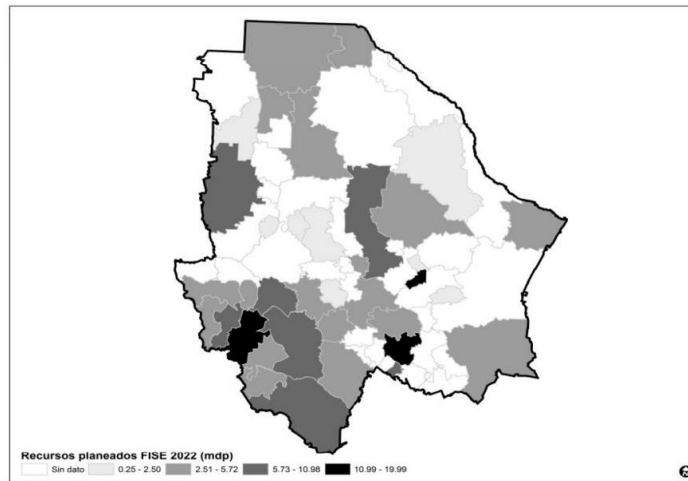 Recursos planeados FISE 2022 (mdp)
Sin dato 0.25 - 2.50 2.51 - 5.72 5.73 - 10.98 10.99 - 19.99